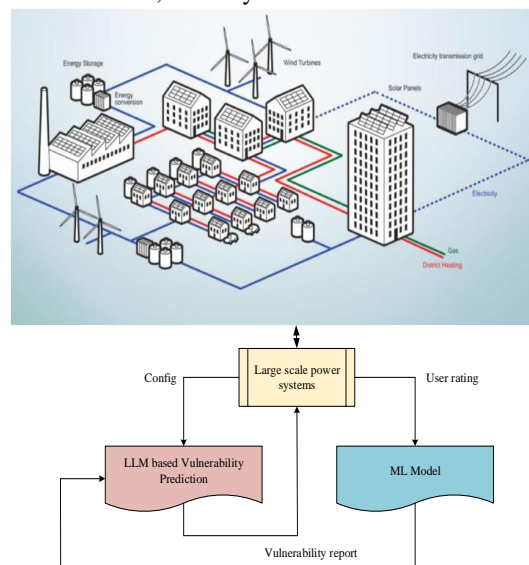 Energy Storage
Energy
conversion
Wind Turbines
Electricity transmission grid
Solar Panels
Electricity
Gas
District Heating
Large scale power
systems
Config
User rating
LLM based Vulnerability
Prediction
ML Model
Vulnerability report